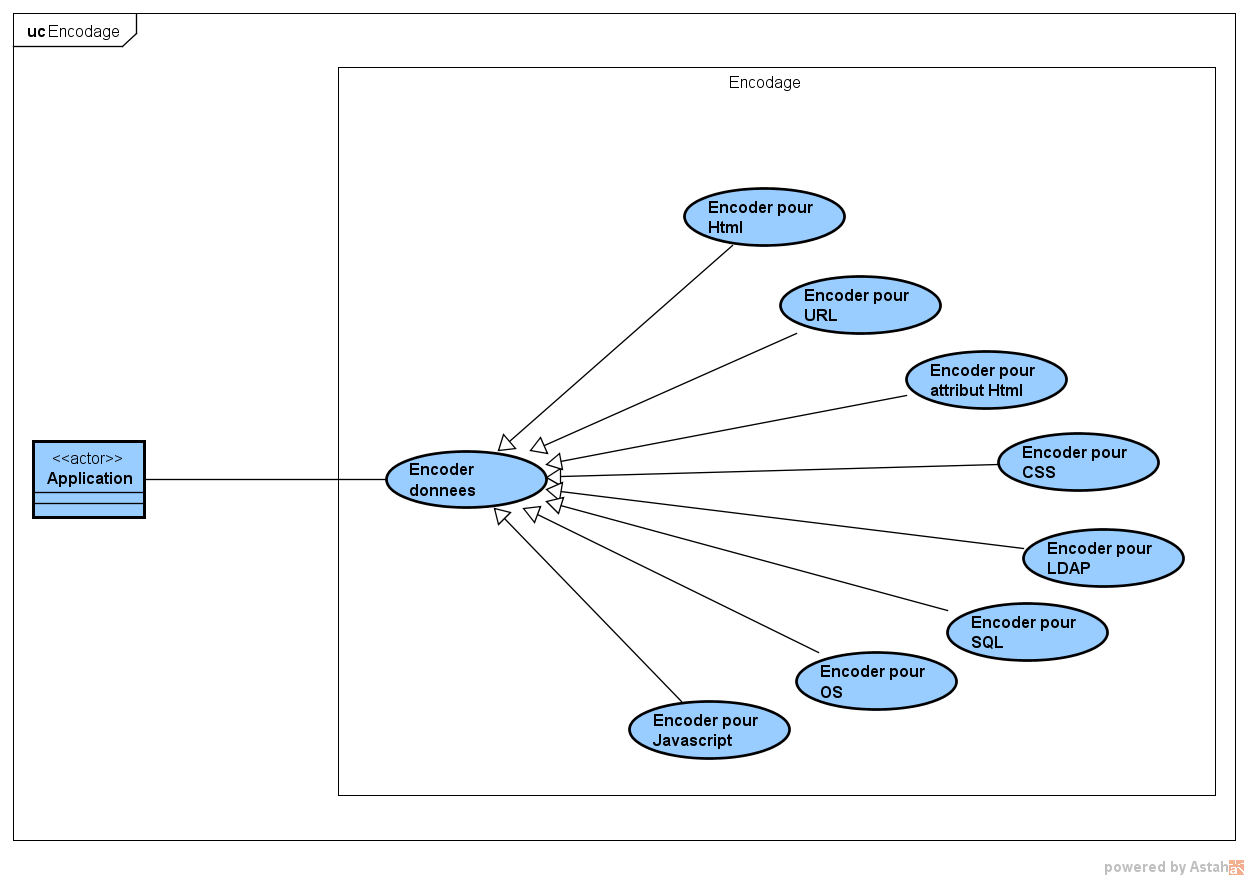 uc Encodage
Encodage
Encoder pour
Html
Encoder pour
URL
Encoder pour
attribut Html
Encoder pour
CSS
<<actor>>
Application
Encoder
donnees
Encoder pour
LDAP
Encoder pour
SQL
Encoder pour
OS
Encoder pour
Javascript
powered by Astah